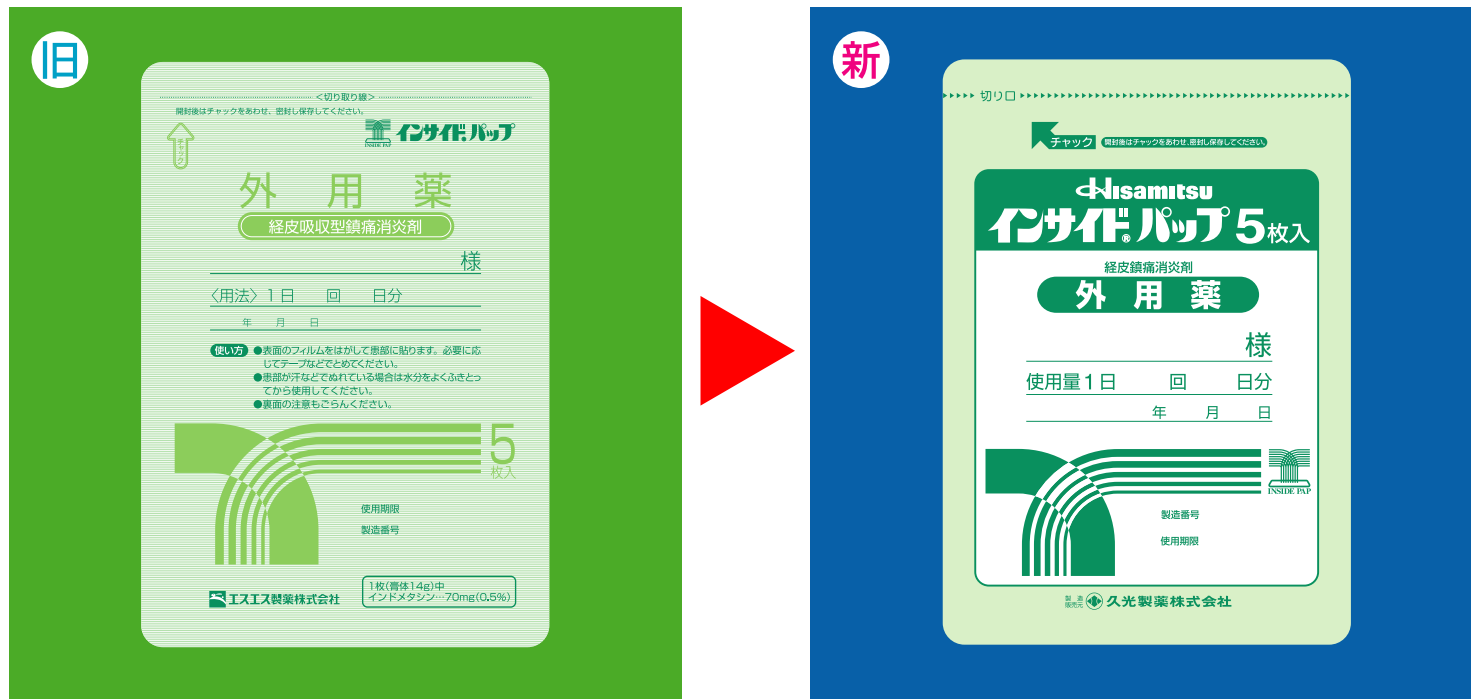 旧
＜切り取り線＞
開封後はチャックをあわせ、密封し保存してください。
チャック
INSIDE PAP
インサイド®パップ
外用薬
経皮吸収型鎮痛消炎剤
様
〈用法〉1日 回 日分
年 月 日
使い方 ●表面のフィルムをはがして患部に貼ります。必要に応
じてテープなどでとめてください。
●患部が汗などでぬれている場合は水分をよくふきとっ
てから使用してください。
●裏面の注意もごらんください。
5
枚入
使用期限
製造番号
エスエス製薬株式会社
1枚(膏体14g)中
インドメタシン…70mg(0.5%)
新
切り口
チャック 開封後はチャックをあわせ、密封し保存してください。
Hisamitsu
インサイド®パップ 5枚入
経皮鎮痛消炎剤
外用薬
様
使用量1日 回 日分
年 月 日
INSIDE PAP
製造番号
使用期限
製造
販売元 久光製薬株式会社